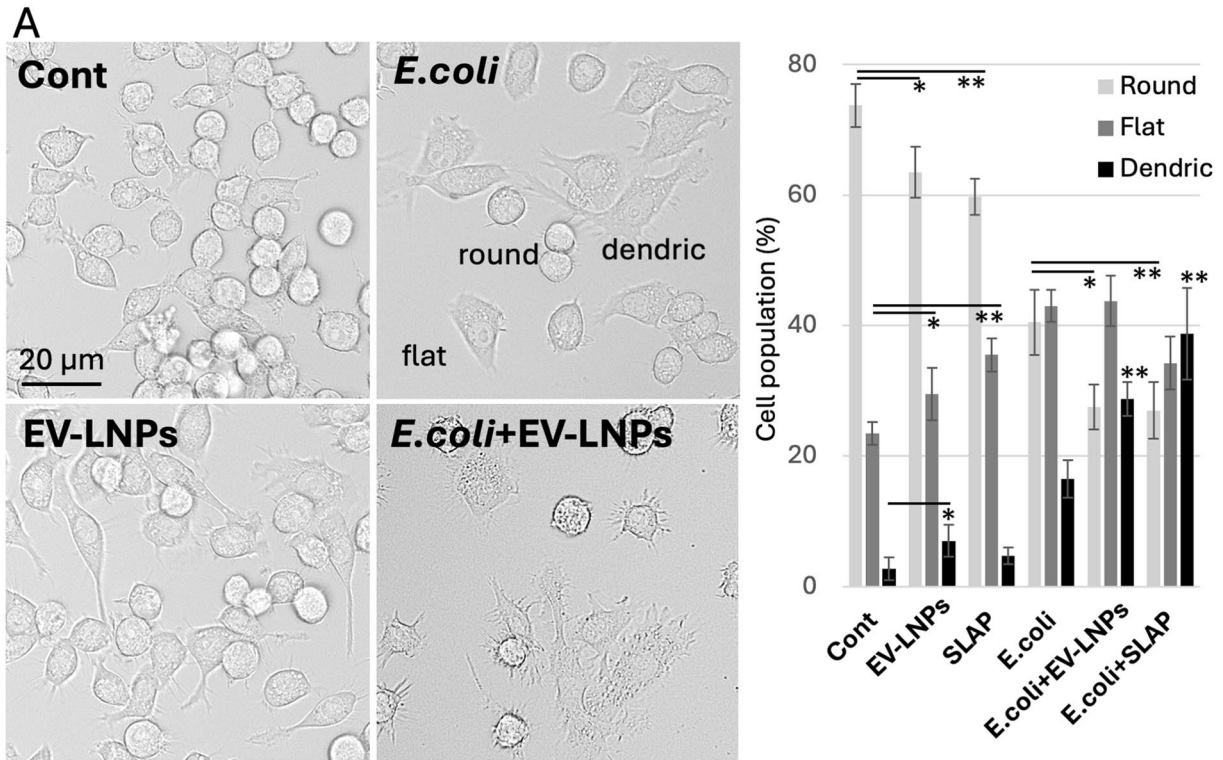 A
Cont
20 µm
E.coli
round
dendric
flat
EV-LNPs
E.coli+EV-LNPs
Cell population (%)
80
60
40
20
0
Round
Flat
Dendric
* **
* **
*
* **
**
**
Cont
EV-LNPs
SLAP
E.coli
E.coli+EV-LNPs
E.coli+SLAP